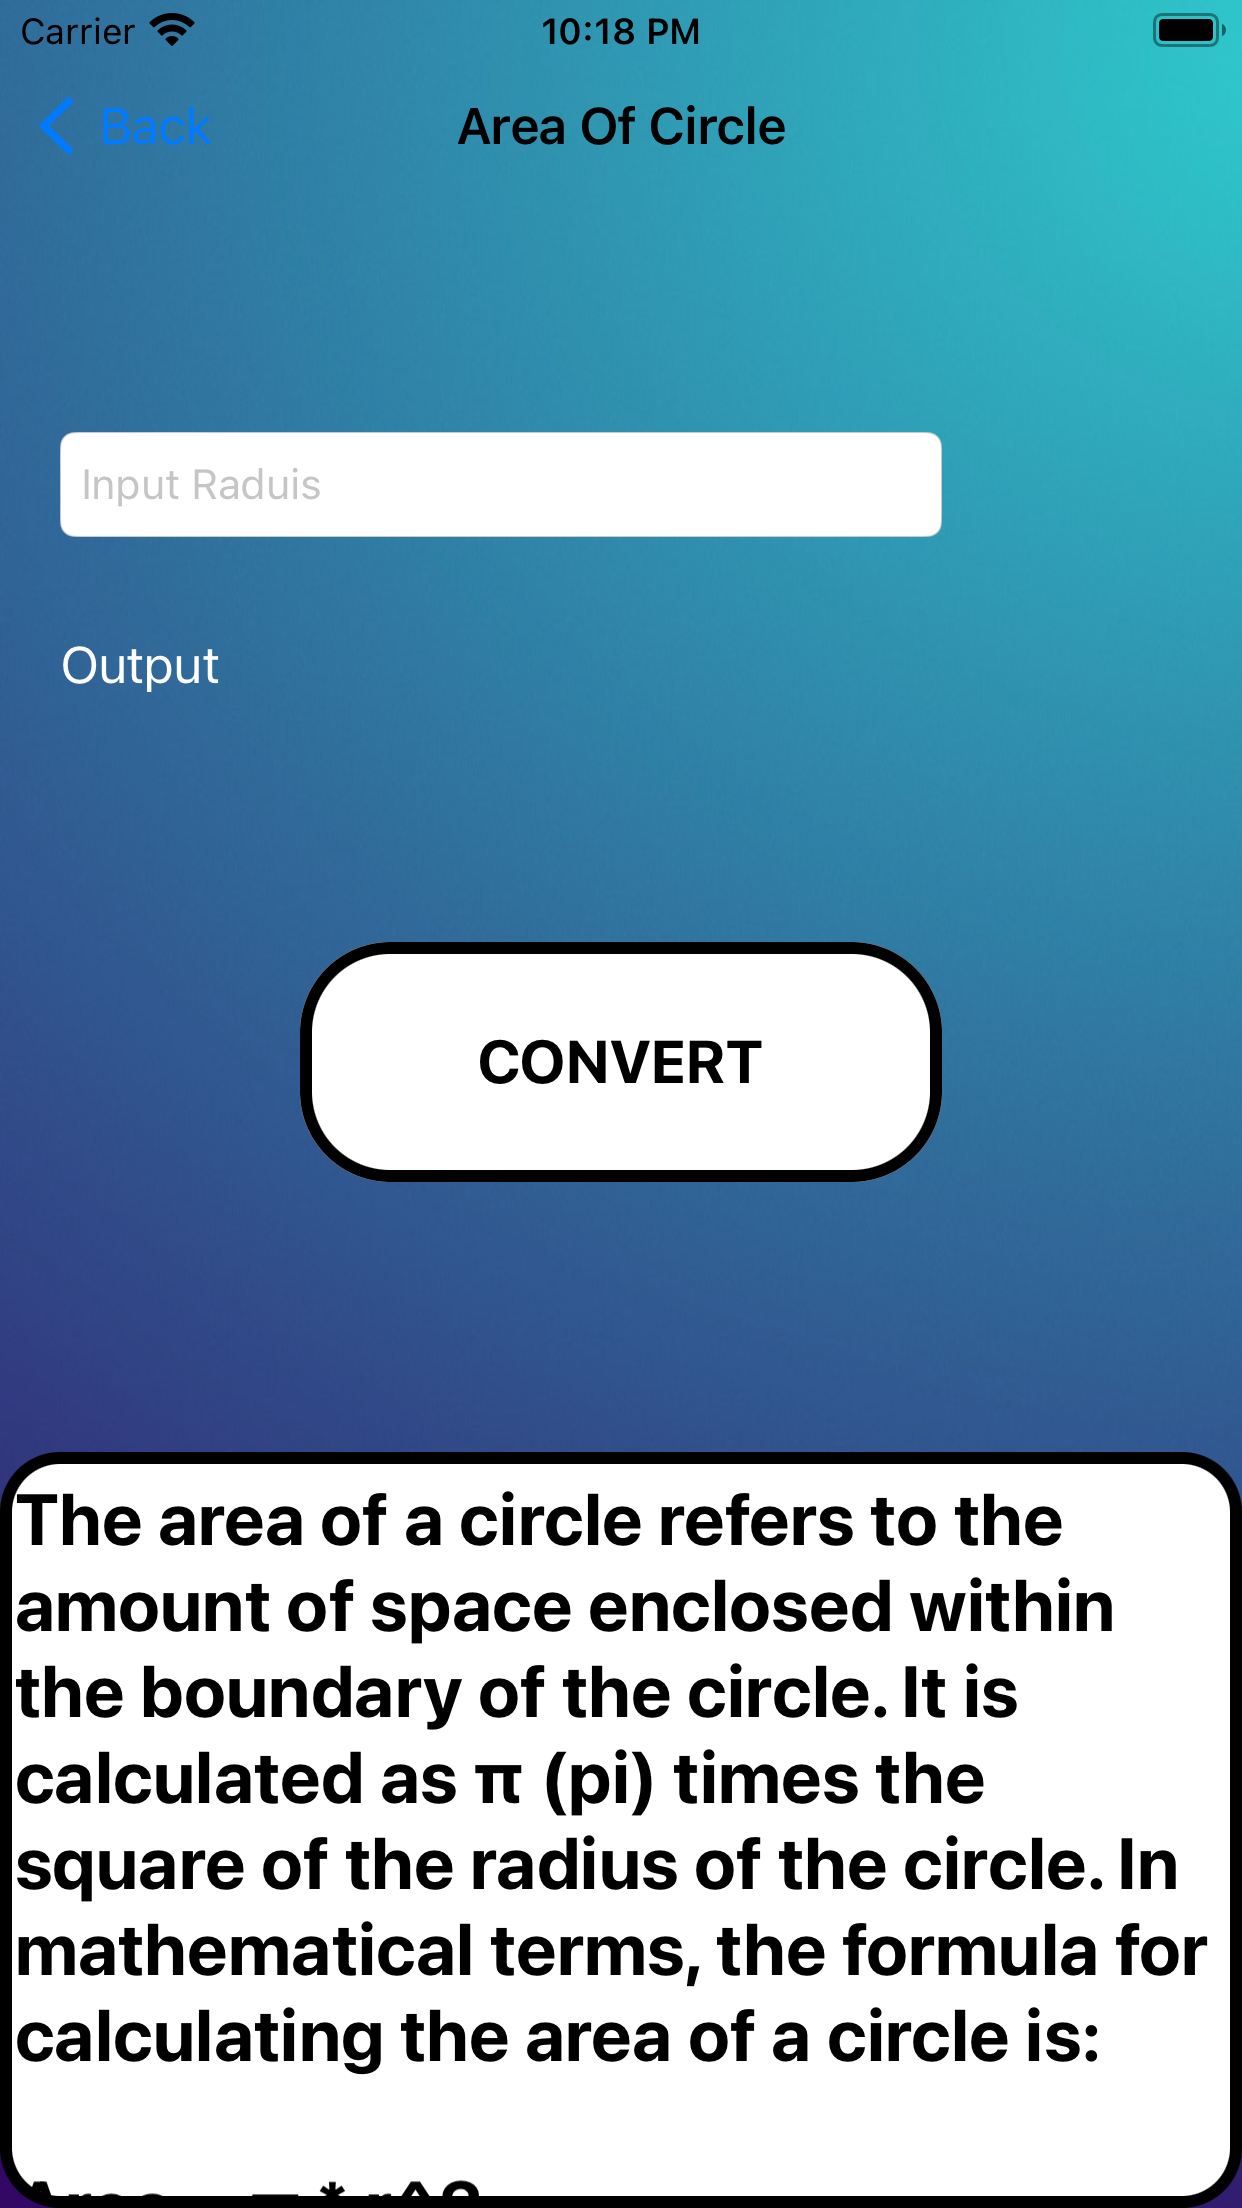 Carrier
10:18 PM
Back
Area Of Circle
Input Raduis
Output
CONVERT
The area of a circle refers to the
amount of space enclosed within
the boundary of the circle. It is
calculated as π (pi) times the
square of the radius of the circle. In
mathematical terms, the formula for
calculating the area of a circle is: